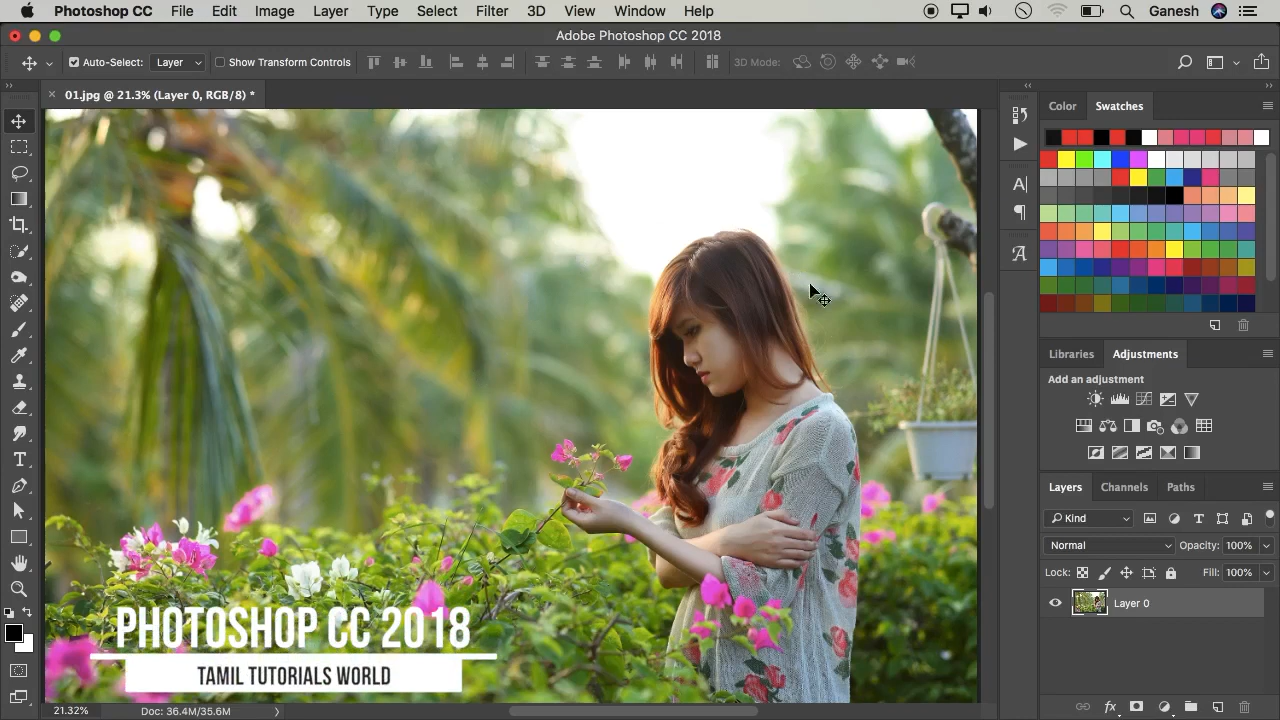 Photoshop CC File Edit Image Layer Type Select Filter 3D View Window Help Ganesh
Adobe Photoshop CC 2018
Auto-Select: Layer Show Transform Controls 3D Mode:
01.jpg @ 21.3% (Layer 0, RGB/8) *
Color Swatches
Libraries Adjustments
Add an adjustment
Layers Channels Paths
Kind
Normal Opacity: 100%
Lock: Fill: 100%
Layer 0
PHOTOSHOP CC 2018
TAMIL TUTORIALS WORLD
21.32% Doc: 36.4M/35.6M